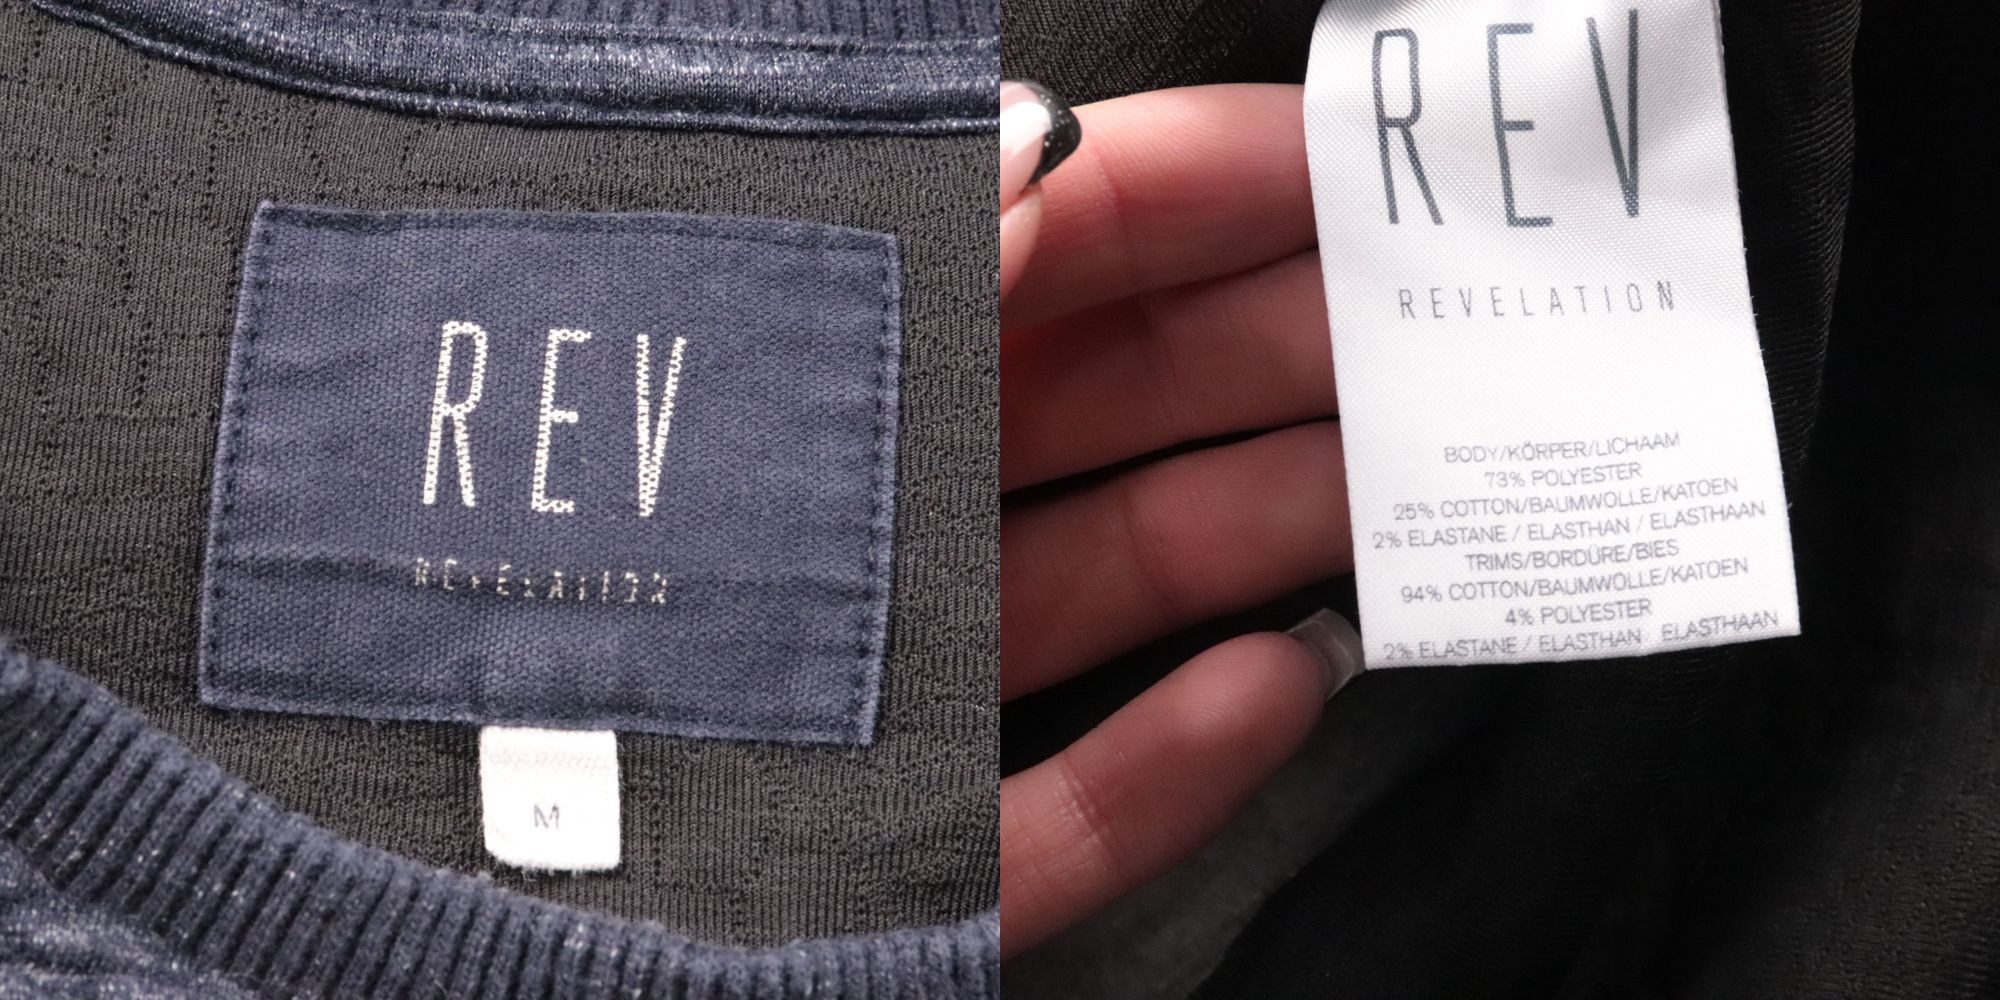 REV
REVELATION
M
REV
REVELATION
BODY/KÖRPER/LICHAAM
73% POLYESTER
25% COTTON/BAUMWOLLE/KATOEN
2% ELASTANE / ELASTHAN / ELASTHAAN
TRIMS/BORDÜRE/BIES
94% COTTON/BAUMWOLLE/KATOEN
4% POLYESTER
2% ELASTANE / ELASTHAN ELASTHAAN